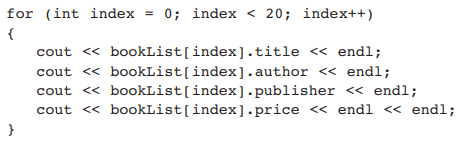 for (int index = 0; index < 20; index++)
{
   cout << bookList[index].title << endl;
   cout << bookList[index].author << endl;
   cout << bookList[index].publisher << endl;
   cout << bookList[index].price << endl << endl;
}